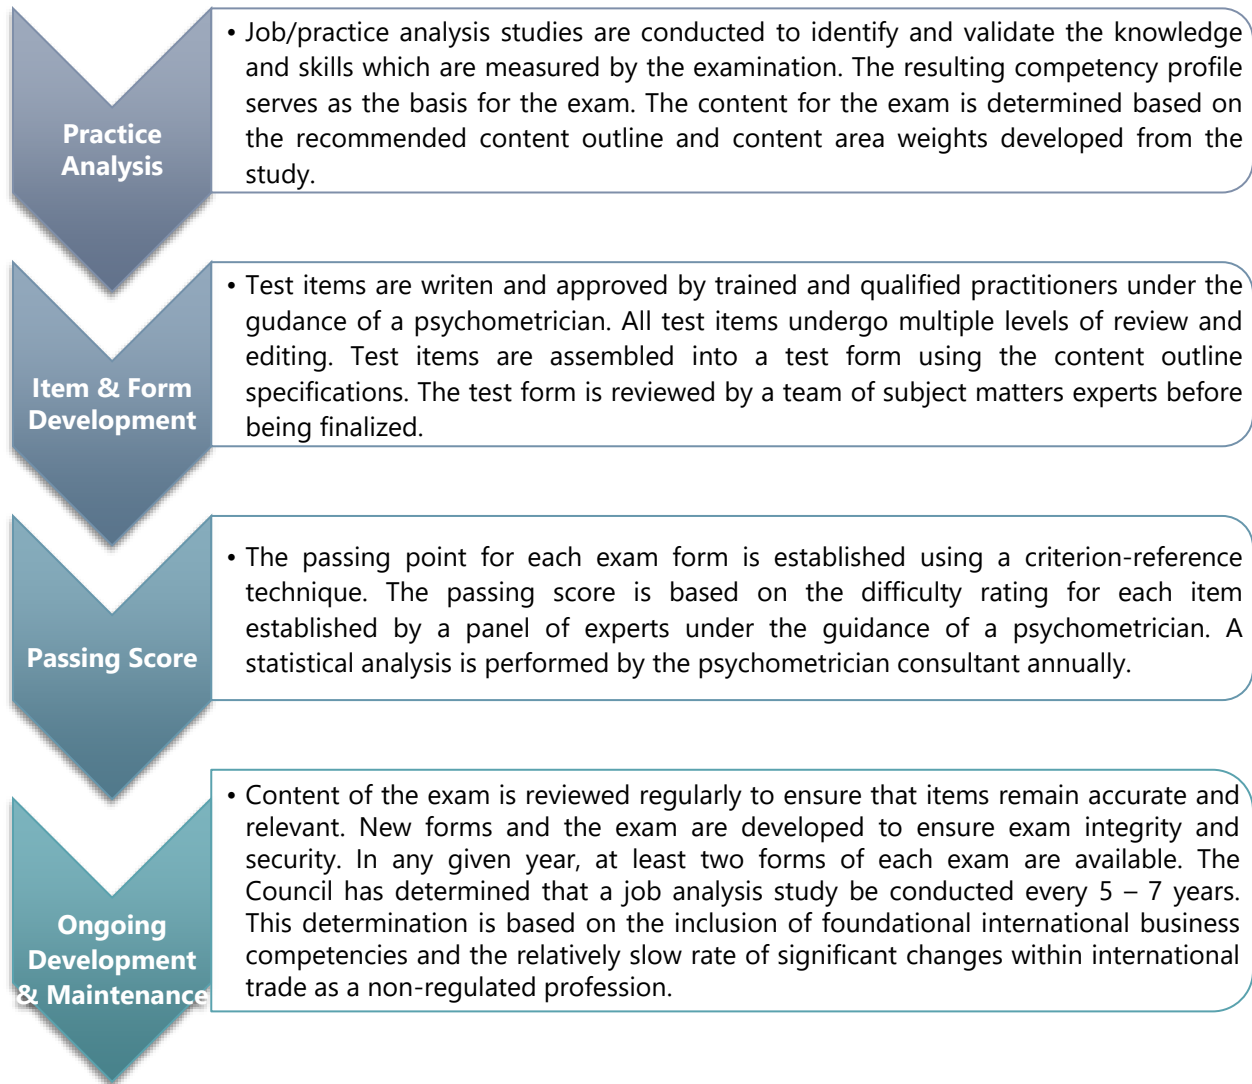 Practice
Analysis
• Job/practice analysis studies are conducted to identify and validate the knowledge
and skills which are measured by the examination. The resulting competency profile
serves as the basis for the exam. The content for the exam is determined based on
the recommended content outline and content area weights developed from the
study.
Item & Form
Development
• Test items are writen and approved by trained and qualified practitioners under the
gudance of a psychometrician. All test items undergo multiple levels of review and
editing. Test items are assembled into a test form using the content outline
specifications. The test form is reviewed by a team of subject matters experts before
being finalized.
Passing Score
• The passing point for each exam form is established using a criterion-reference
technique. The passing score is based on the difficulty rating for each item
established by a panel of experts under the guidance of a psychometrician. A
statistical analysis is performed by the psychometrician consultant annually.
Ongoing
Development
& Maintenance
• Content of the exam is reviewed regularly to ensure that items remain accurate and
relevant. New forms and the exam are developed to ensure exam integrity and
security. In any given year, at least two forms of each exam are available. The
Council has determined that a job analysis study be conducted every 5 – 7 years.
This determination is based on the inclusion of foundational international business
competencies and the relatively slow rate of significant changes within international
trade as a non-regulated profession.